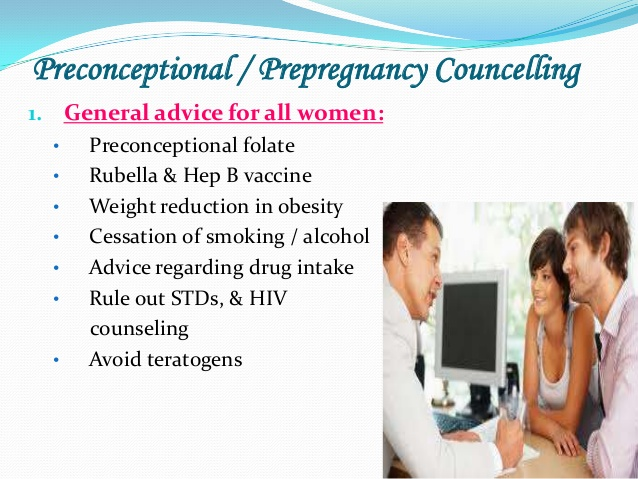 Preconceptional / Prepregnancy Councelling
1. General advice for all women:
• Preconceptional folate
• Rubella & Hep B vaccine
• Weight reduction in obesity
• Cessation of smoking / alcohol
• Advice regarding drug intake
• Rule out STDs, & HIV
counseling
• Avoid teratogens